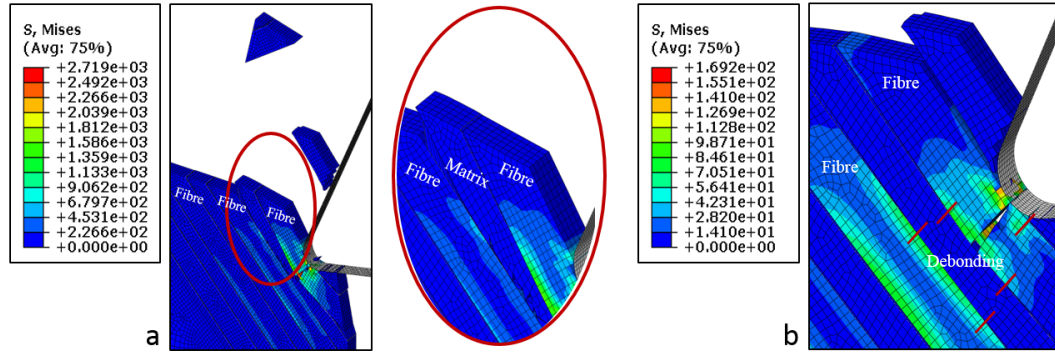 S, Mises
(Avg: 75%)
+2.719e+03
+2.492e+03
+2.266e+03
+2.039e+03
+1.812e+03
+1.586e+03
+1.359e+03
+1.133e+03
+9.062e+02
+6.797e+02
+4.531e+02
+2.266e+02
+0.000e+00
a
Fibre
Fibre
Fibre
Fibre
Matrix
Fibre
S, Mises
(Avg: 75%)
+1.692e+02
+1.551e+02
+1.410e+02
+1.269e+02
+1.128e+02
+9.871e+01
+8.461e+01
+7.051e+01
+5.641e+01
+4.231e+01
+2.820e+01
+1.410e+01
+0.000e+00
b
Fibre
Fibre
Debonding